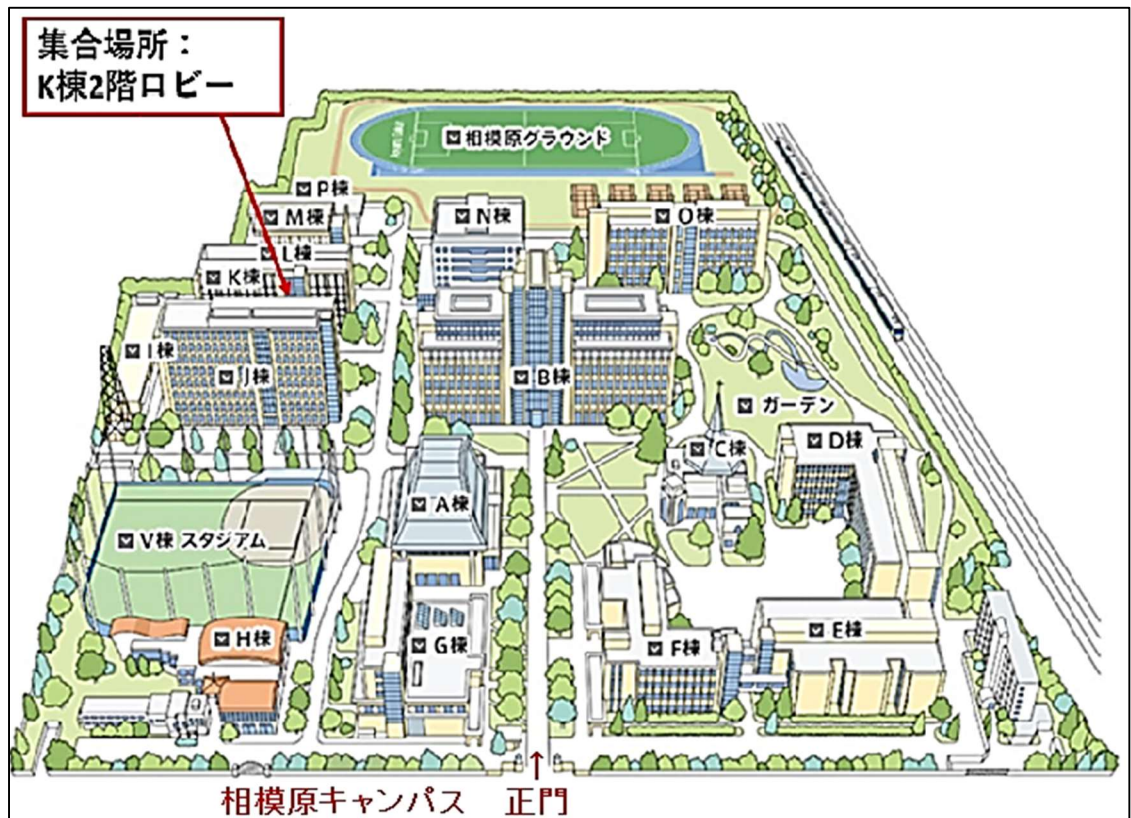 集合場所：
K棟2階ロビー
相模原グラウンド
P棟
M棟
N棟
O棟
L棟
K棟
I棟
J棟
B棟
ガーデン
C棟
D棟
A棟
V棟 スタジアム
H棟
G棟
F棟
E棟
相模原キャンパス 正門